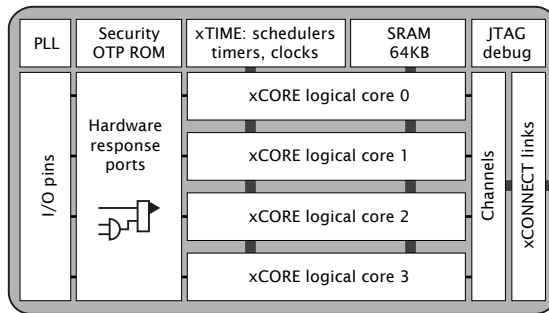 PLL
Security
OTP ROM
xTIME: schedulers
timers, clocks
SRAM
64KB
JTAG
debug
I/O pins
Hardware
response
ports
xCORE logical core 0
xCORE logical core 1
xCORE logical core 2
xCORE logical core 3
Channels
xCONNECT links